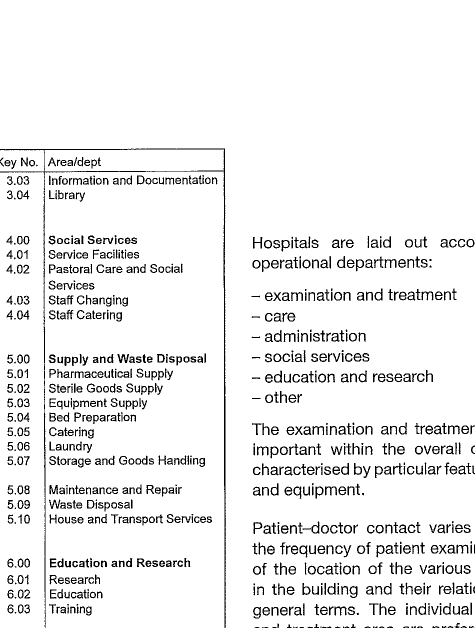 Key No. Area/dept
3.03 Information and Documentation
3.04 Library
4.00 Social Services
4.01 Service Facilities
4.02 Pastoral Care and Social
Services
4.03 Staff Changing
4.04 Staff Catering
5.00 Supply and Waste Disposal
5.01 Pharmaceutical Supply
5.02 Sterile Goods Supply
5.03 Equipment Supply
5.04 Bed Preparation
5.05 Catering
5.06 Laundry
5.07 Storage and Goods Handling
5.08 Maintenance and Repair
5.09 Waste Disposal
5.10 House and Transport Services
6.00 Education and Research
6.01 Research
6.02 Education
6.03 Training
Hospitals are laid out acco
operational departments:
– examination and treatment
– care
– administration
– social services
– education and research
– other
The examination and treatmer
important within the overall
characterised by particular featu
and equipment.
Patient–doctor contact varies
the frequency of patient examin
of the location of the various
in the building and their relatio
general terms. The individual